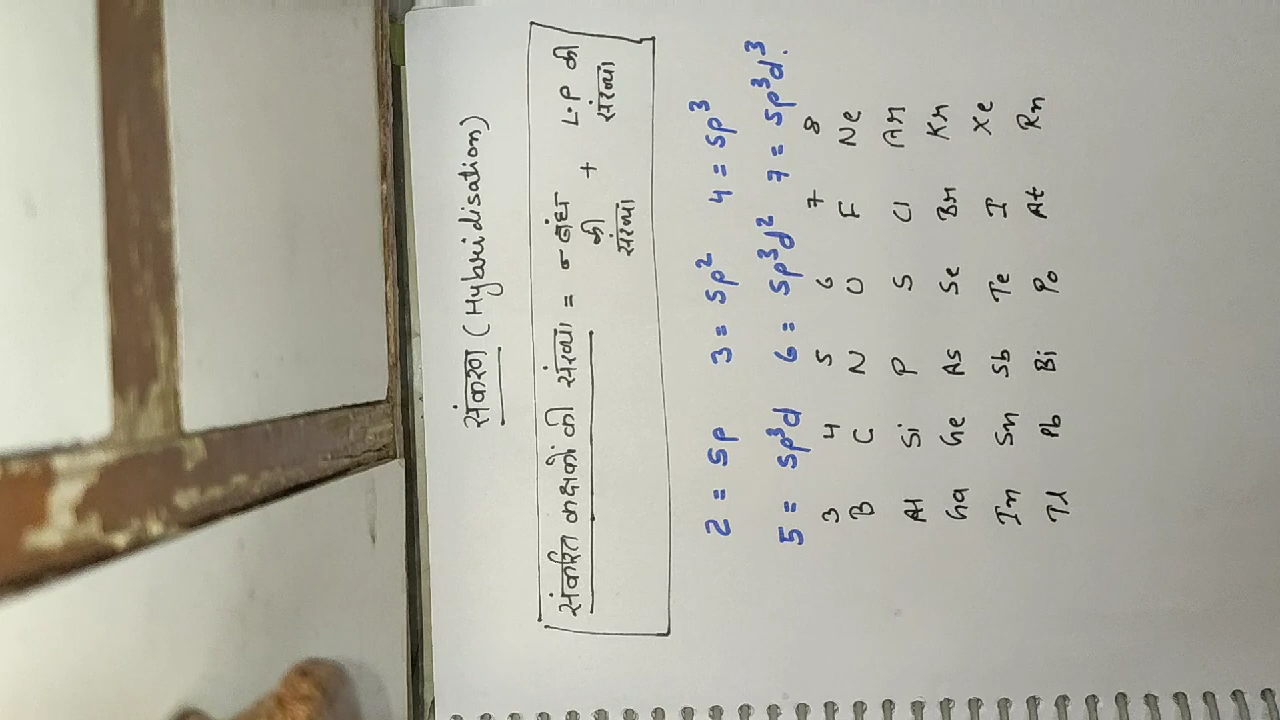 संकरण (Hybridisation)
संकरित कक्षकों की संख्या = σ बंध की संख्या + L.P की संख्या
2 = sp 3 = sp² 4 = sp³
5 = sp³d 6 = sp³d² 7 = sp³d³.
3 4 5 6 7 8
B C N O F Ne
Al Si P S Cl Ar
Ga Ge As Se Br Kr
In Sn Sb Te I Xe
Tl Pb Bi Po At Rn